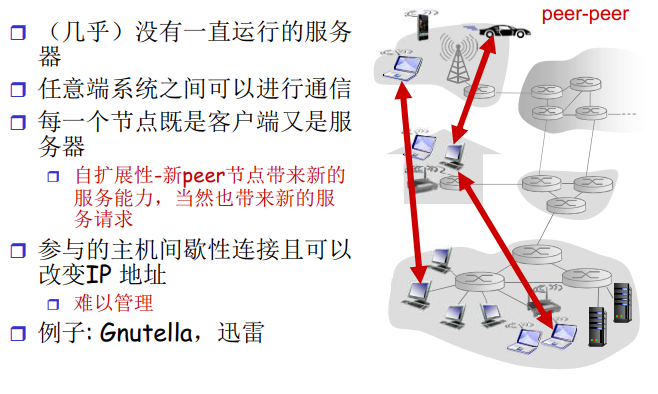 peer-peer
（几乎）没有一直运行的服务
器
任意端系统之间可以进行通信
每一个节点既是客户端又是服
务器
自扩展性-新peer节点带来新的
服务能力，当然也带来新的服
务请求
参与的主机间歇性连接且可以
改变IP 地址
难以管理
例子: Gnutella，迅雷